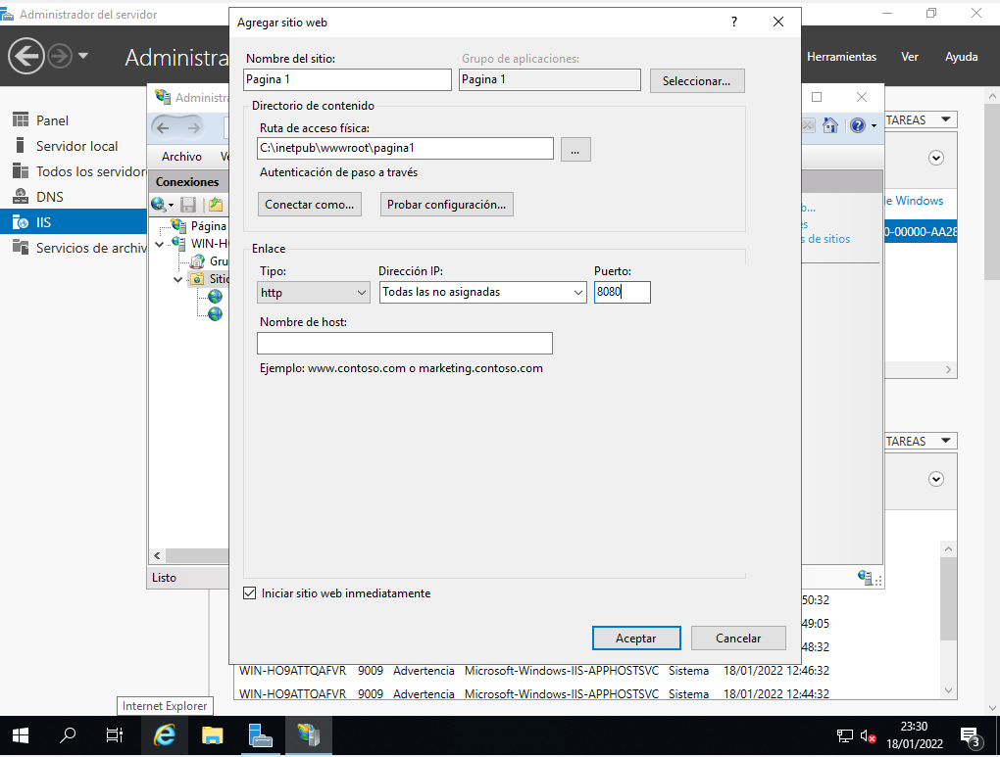 Administrador del servidor
Administra
Herramientas
Ver
Ayuda
Panel
Servidor local
Todos los servidor
DNS
IIS
Servicios de archiv
Administra
Archivo
Conexiones
Página
WIN-H
Gru
Sitio
Listo
Agregar sitio web
?
Nombre del sitio:
Grupo de aplicaciones:
Pagina 1
Pagina 1
Seleccionar...
Directorio de contenido
Ruta de acceso física:
C:\inetpub\wwwroot\pagina1
...
Autenticación de paso a través
Conectar como...
Probar configuración...
Enlace
Tipo:
Dirección IP:
Puerto:
http
Todas las no asignadas
8080
Nombre de host:
Ejemplo: www.contoso.com o marketing.contoso.com
Iniciar sitio web inmediatamente
Aceptar
Cancelar
b...
es
s de sitios
TAREAS
e Windows
0-00000-AA28
TAREAS
50:32
49:05
48:32
WIN-HO9ATTQAFVR 9009 Advertencia Microsoft-Windows-IIS-APPHOSTSVC Sistema 18/01/2022 12:46:32
WIN-HO9ATTQAFVR 9009 Advertencia Microsoft-Windows-IIS-APPHOSTSVC Sistema 18/01/2022 12:44:32
Internet Explorer
23:30
18/01/2022
3